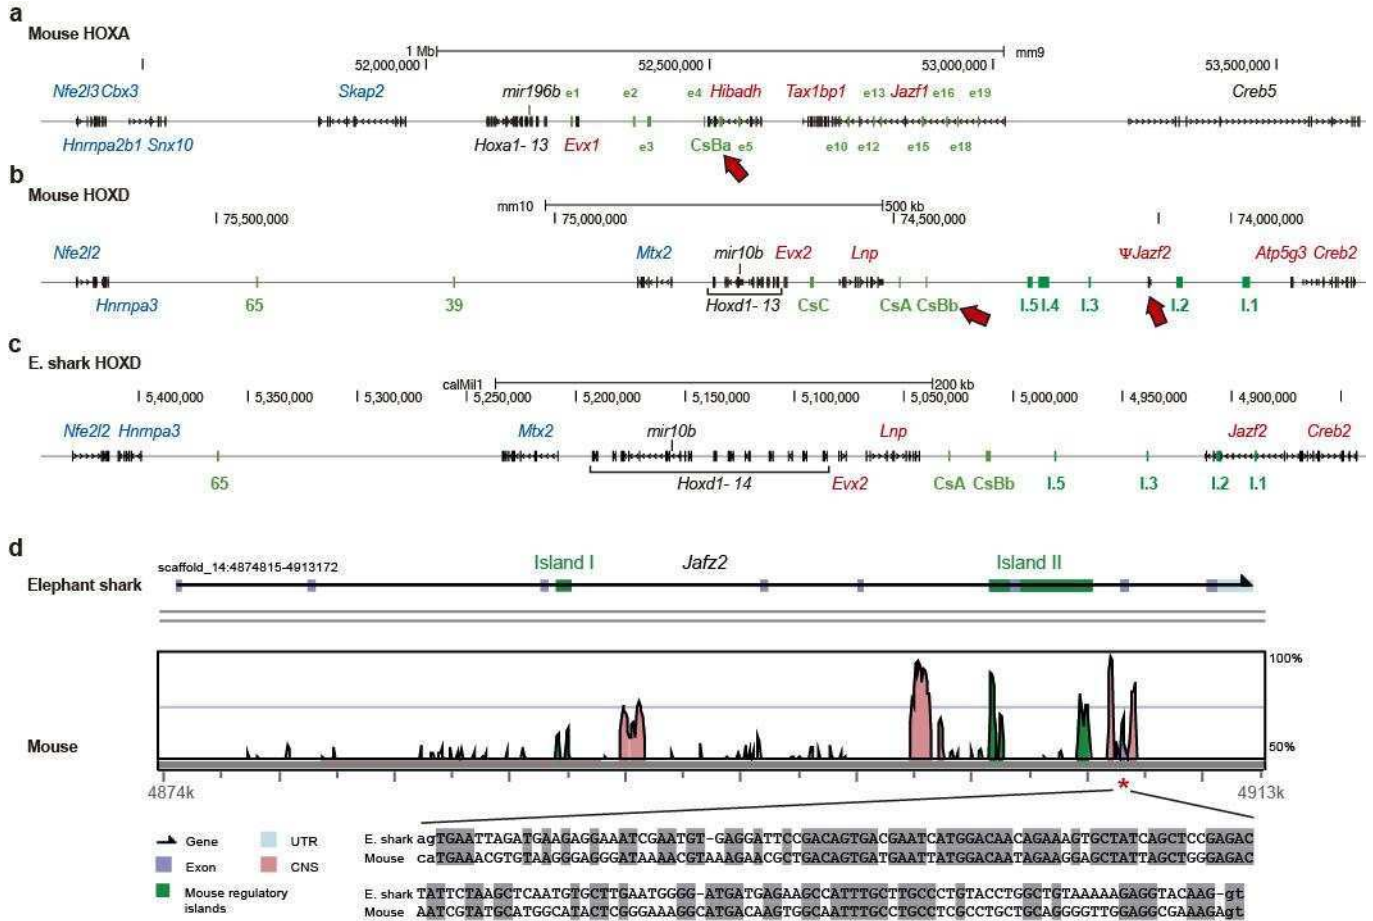 a
Mouse HOXA
1 Mb mm9
52,000,000 52,500,000 53,000,000 53,500,000
Nfe2l3 Cbx3 Skap2 mir196b e1 e2 e4 Hibadh Tax1bp1 e13 Jazf1 e16 e19 Creb5
Hnrnpa2b1 Snx10 Hoxa1- 13 Evx1 e3 CsBa e5 e10 e12 e15 e18
b
Mouse HOXD
mm10 500 kb
75,500,000 75,000,000 74,500,000 74,000,000
Nfe2l2 Mtx2 mir10b Evx2 Lnp ΨJazf2 Atp5g3 Creb2
Hnrnpa3 65 39 Hoxd1- 13 CsC CsA CsBb I.5 I.4 I.3 I.2 I.1
c
E. shark HOXD
calMil1 200 kb
5,400,000 5,350,000 5,300,000 5,250,000 5,200,000 5,150,000 5,100,000 5,050,000 5,000,000 4,950,000 4,900,000
Nfe2l2 Hnrnpa3 Mtx2 mir10b Lnp Jazf2 Creb2
65 Hoxd1- 14 Evx2 CsA CsBb I.5 I.3 I.2 I.1
d
scaffold_14:4874815-4913172 Island I Jafz2 Island II
Elephant shark
100%
Mouse 50%
4874k * 4913k
Gene UTR
Exon CNS
Mouse regulatory
islands
E. shark agTGAATTAGATGAAGAGGAAATCGAATGT-GAGGATTCCGACAGTGACGAATCATGGACAACAGAAAGTGCTATCAGCTCCGAGAC
Mouse caTGAAACGTGTAAGGGAGGGATAAAACGTAAAGAACGCTGACAGTGATGAATTATGGACAATAGAAGGAGCTATTAGCTGGGAGAC
E. shark TATTCTAAGCTCAATGTGCTTGAATGGGG-ATGATGAGAAGCCATTTGCTTGCCCTGTACCTGGCTGTAAAAAGAGGTACAAG-gt
Mouse AATCGTATGCATGGCATACTCGGGAAAGGCATGACAAGTGGCAATTTGCCTGCCTCGCCTGCTGCAGGGGTTGGAGGCGAAAGAgt